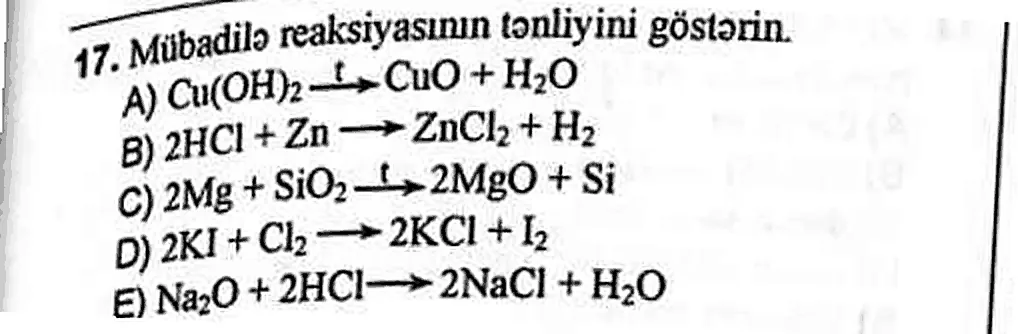 17. Mübadilə reaksiyasının tənliyini göstərin.
A) Cu(OH)₂ —t→ CuO + H₂O
B) 2HCl + Zn ⟶ ZnCl₂ + H₂
C) 2Mg + SiO₂ —t→ 2MgO + Si
D) 2KI + Cl₂ ⟶ 2KCl + I₂
E) Na₂O + 2HCl ⟶ 2NaCl + H₂O